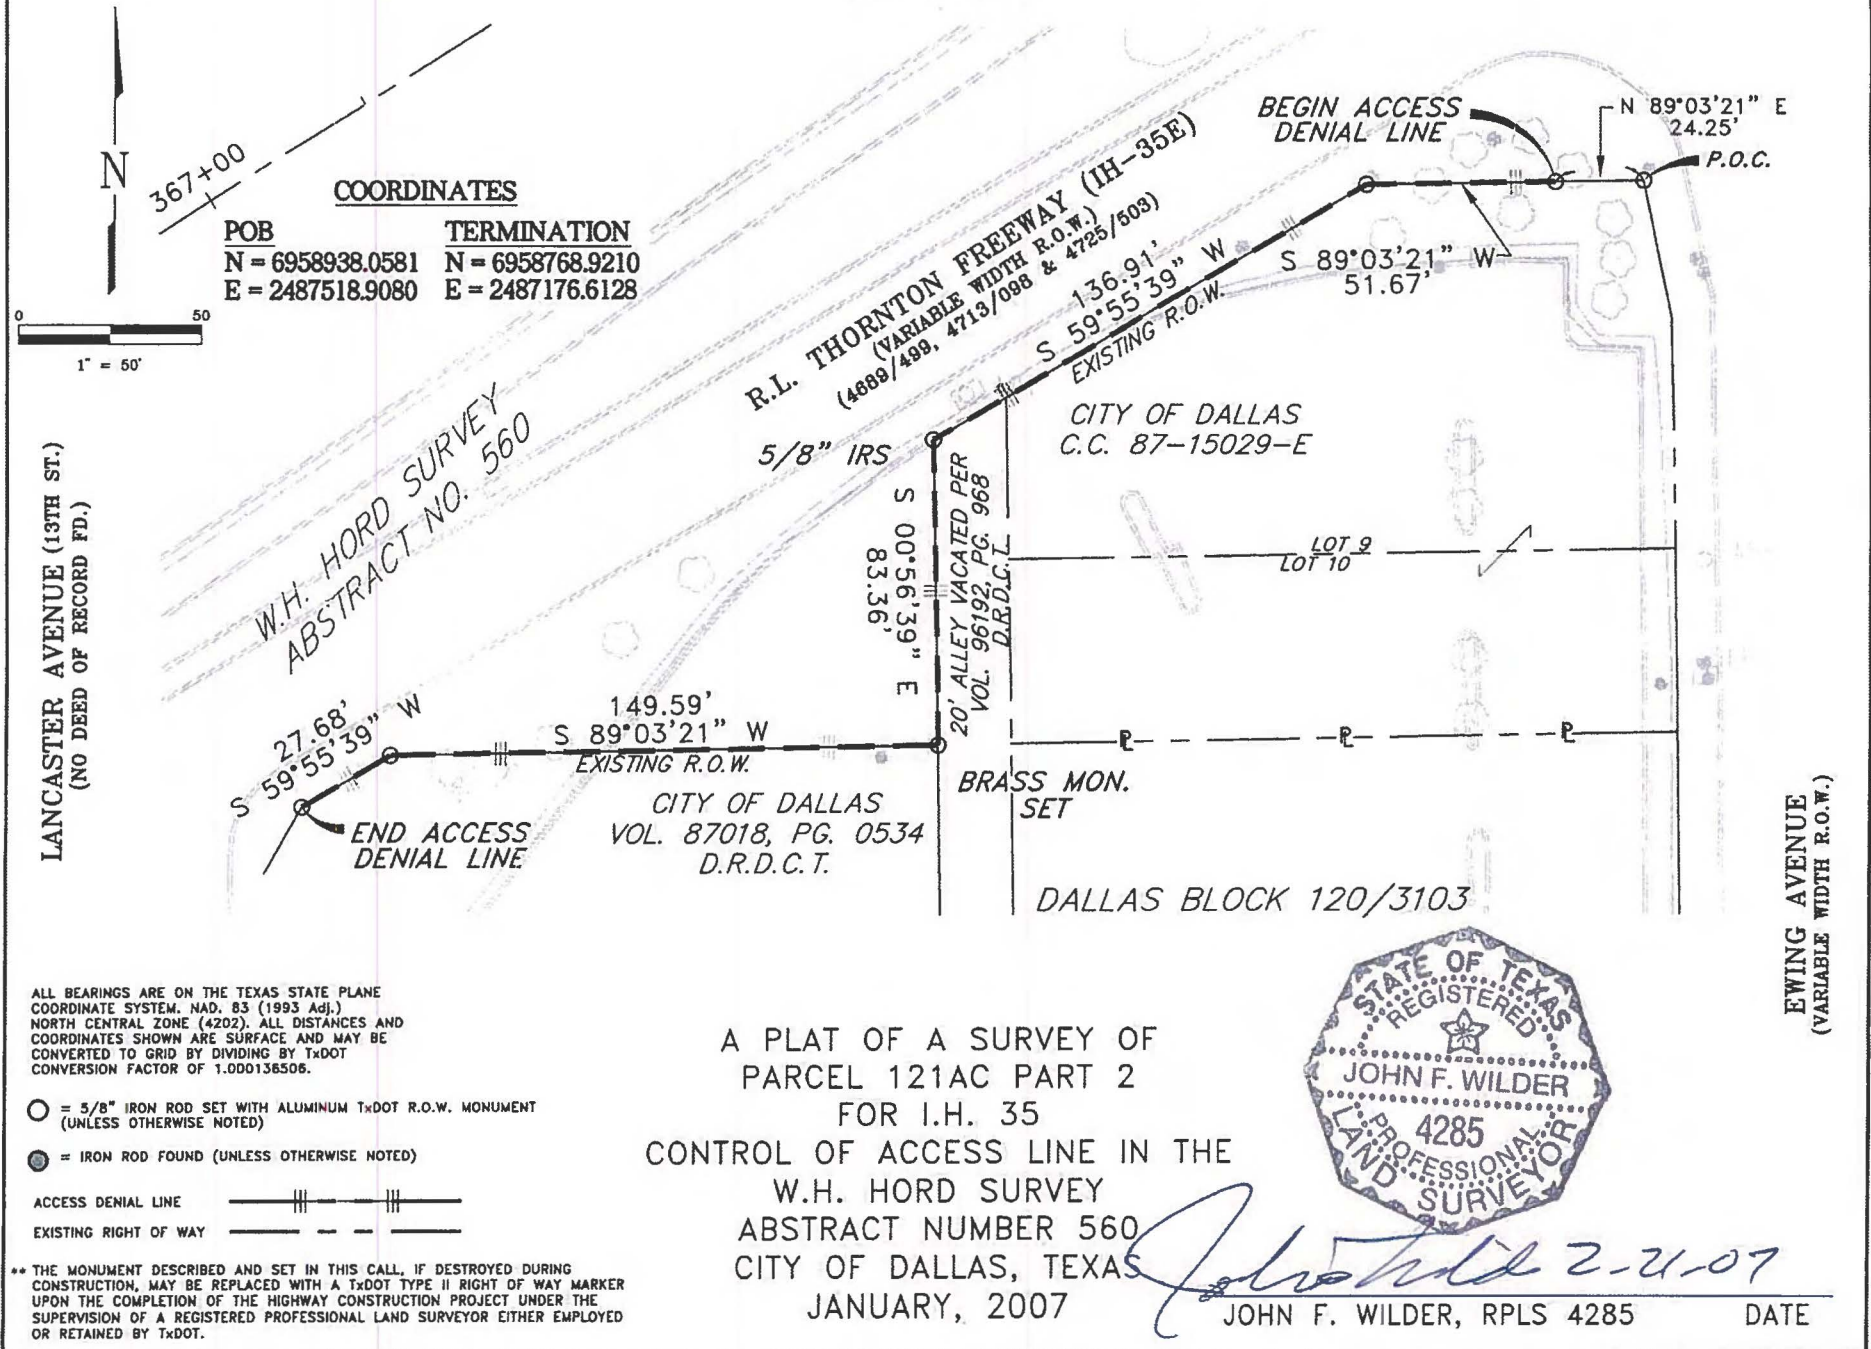 N
367+00
COORDINATES
POB
N = 6958938.0581
E = 2487518.9080
TERMINATION
N = 6958768.9210
E = 2487176.6128
0 50
1" = 50'
BEGIN ACCESS
DENIAL LINE
N 89°03'21" E
24.25'
P.O.C.
R.L. THORNTON FREEWAY (IH-35E)
(VARIABLE WIDTH R.O.W.)
(4689/499, 4713/098 & 4725/503)
136.91'
S 59°55'39" W
EXISTING R.O.W.
S 89°03'21" W
51.67'
W.H. HORD SURVEY
ABSTRACT NO. 560
5/8" IRS
CITY OF DALLAS
C.C. 87-15029-E
S 00°56'39" E
83.36'
20' ALLEY VACATED PER
VOL. 96192, PG. 968
D.R.D.C.T.
LOT 9
LOT 10
LANCASTER AVENUE (13TH ST.)
(NO DEED OF RECORD FD.)
27.68'
S 59°55'39" W
149.59'
S 89°03'21" W
EXISTING R.O.W.
PL PL PL
BRASS MON.
SET
END ACCESS
DENIAL LINE
CITY OF DALLAS
VOL. 87018, PG. 0534
D.R.D.C.T.
DALLAS BLOCK 120/3103
EWING AVENUE
(VARIABLE WIDTH R.O.W.)
ALL BEARINGS ARE ON THE TEXAS STATE PLANE
COORDINATE SYSTEM. NAD. 83 (1993 Adj.)
NORTH CENTRAL ZONE (4202). ALL DISTANCES AND
COORDINATES SHOWN ARE SURFACE AND MAY BE
CONVERTED TO GRID BY DIVIDING BY TxDOT
CONVERSION FACTOR OF 1.000136506.
= 5/8" IRON ROD SET WITH ALUMINUM TxDOT R.O.W. MONUMENT
(UNLESS OTHERWISE NOTED)
= IRON ROD FOUND (UNLESS OTHERWISE NOTED)
ACCESS DENIAL LINE
EXISTING RIGHT OF WAY
** THE MONUMENT DESCRIBED AND SET IN THIS CALL, IF DESTROYED DURING
CONSTRUCTION, MAY BE REPLACED WITH A TxDOT TYPE II RIGHT OF WAY MARKER
UPON THE COMPLETION OF THE HIGHWAY CONSTRUCTION PROJECT UNDER THE
SUPERVISION OF A REGISTERED PROFESSIONAL LAND SURVEYOR EITHER EMPLOYED
OR RETAINED BY TxDOT.
A PLAT OF A SURVEY OF
PARCEL 121AC PART 2
FOR I.H. 35
CONTROL OF ACCESS LINE IN THE
W.H. HORD SURVEY
ABSTRACT NUMBER 560
CITY OF DALLAS, TEXAS
JANUARY, 2007
STATE OF TEXAS
REGISTERED
JOHN F. WILDER
4285
PROFESSIONAL
LAND SURVEYOR
2-21-07
JOHN F. WILDER, RPLS 4285 DATE